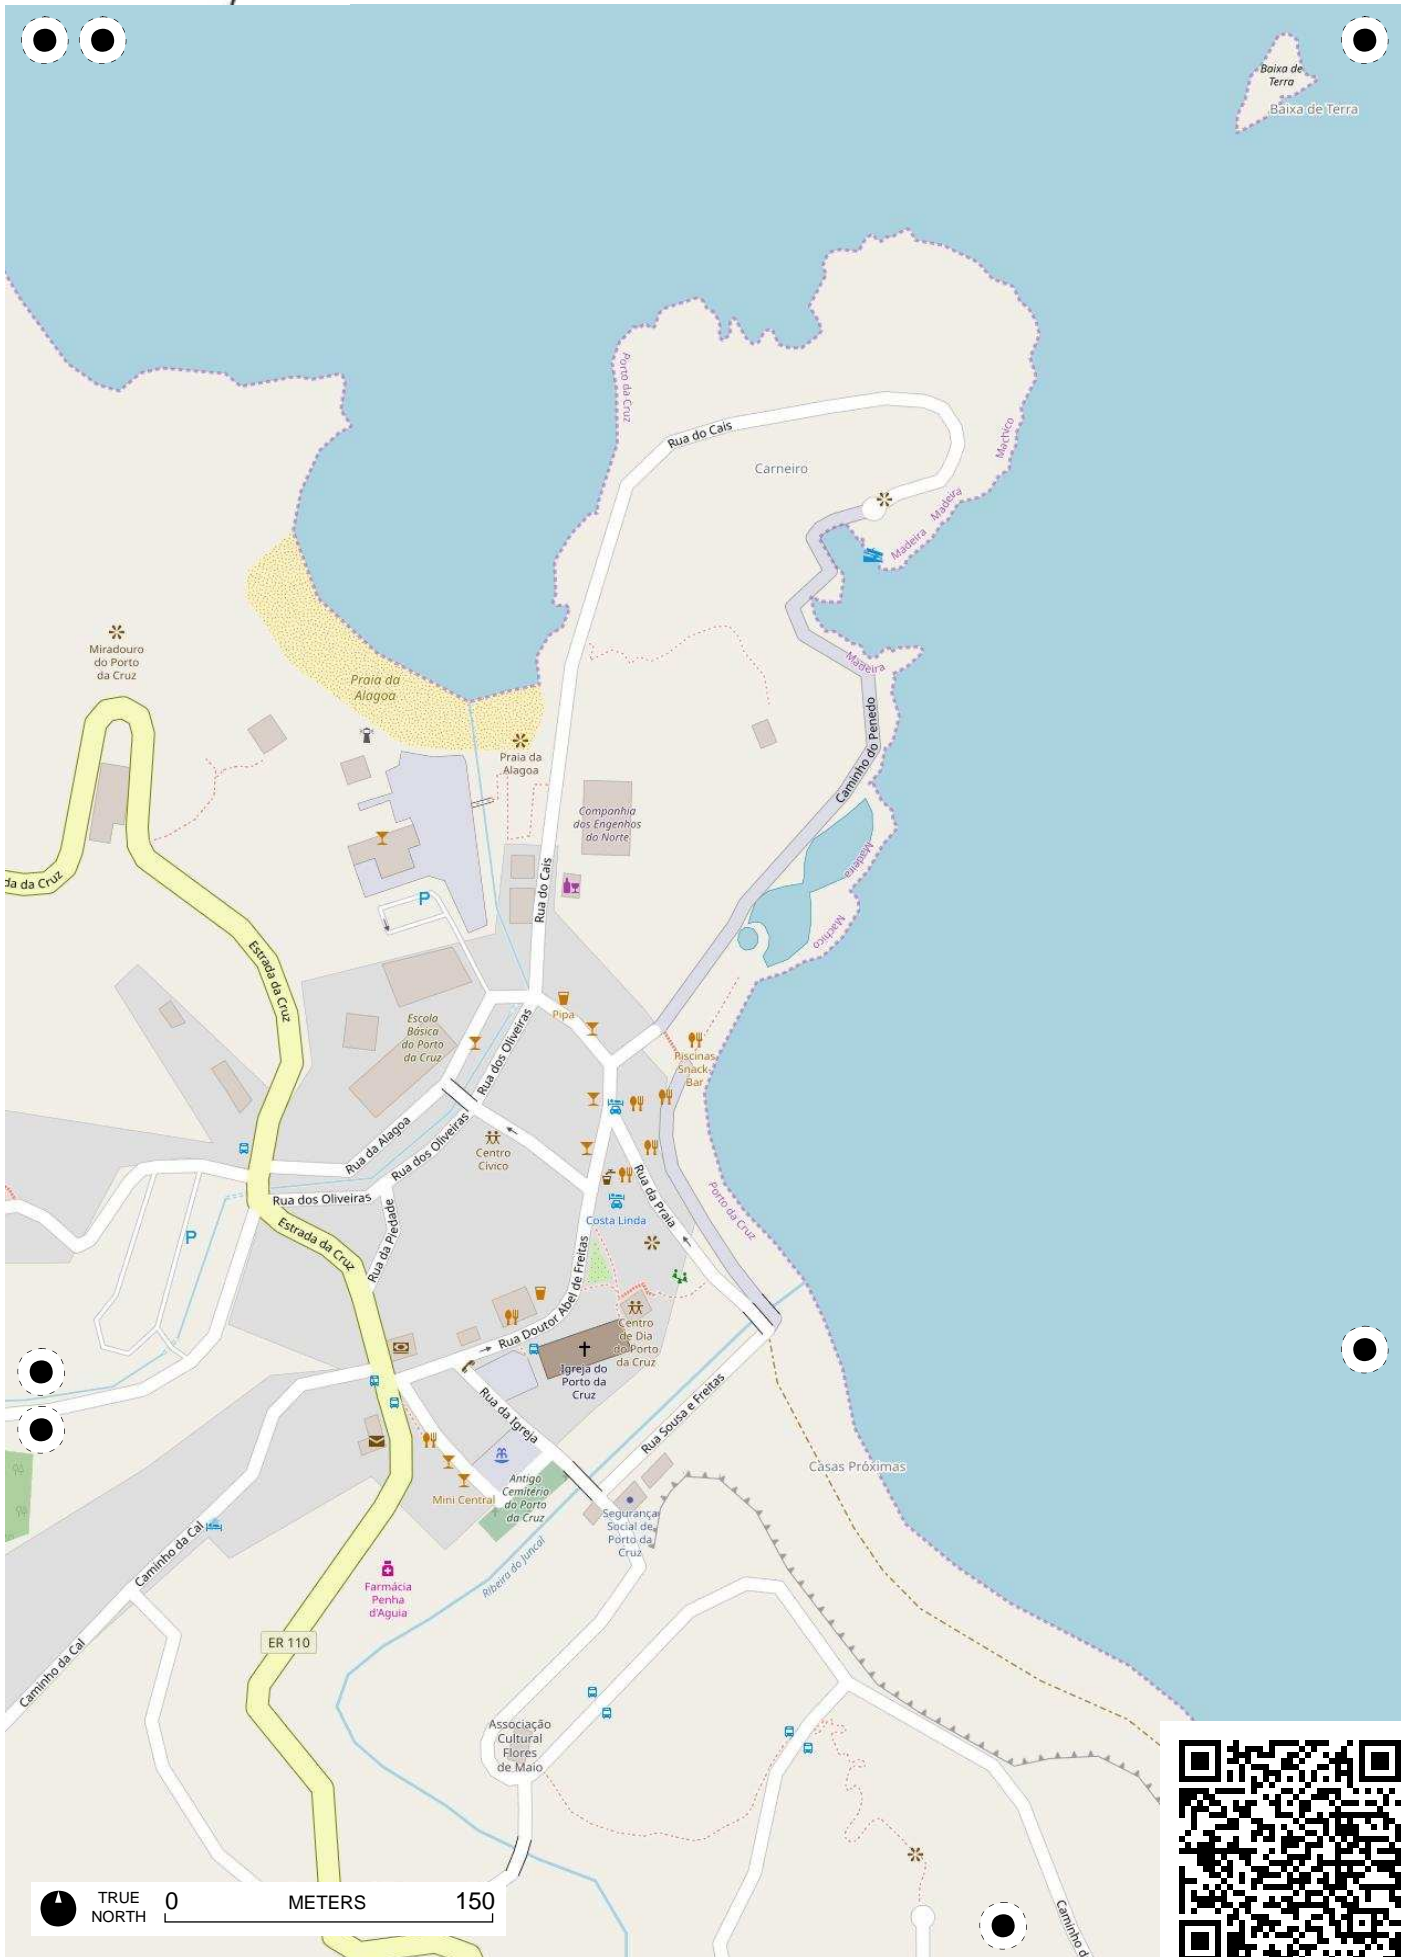 Baixa de
Terra
Baixa de Terra
Porto da Cruz
Rua do Cais
Machico
Carneiro
Madeira
Madeira
Miradouro
do Porto
da Cruz
Praia da
Alagoa
Madeira
Caminho do Penedo
Praia da
Alagoa
Companhia
dos Engenhos
do Norte
Madeira
da da Cruz
Rua do Cais
P
Machico
Estrada da Cruz
Pipa
Escola
Básica
do Porto
da Cruz
Rua dos Oliveiras
Piscinas
Snack-
Bar
Rua da Alagoa
Rua dos Oliveiras
Centro
Cívico
Rua da Praia
Porto da Cruz
Rua dos Oliveiras
Rua da Piedade
Costa Linda
P
Estrada da Cruz
Rua Doutor Abel de Freitas
Centro
de Dia
do Porto
da Cruz
Igreja do
Porto da
Cruz
Rua da Igreja
Rua Sousa e Freitas
Casas Próximas
Mini Central
Antigo
Cemitério
do Porto
da Cruz
Segurança
Social de
Porto da
Cruz
Caminho da Cal
Ribeira do Juncal
Farmácia
Penha
d'Aguia
ER 110
Caminho da Cal
Associação
Cultural
Flores
de Maio
Caminho d
TRUE
NORTH
0 METERS 150